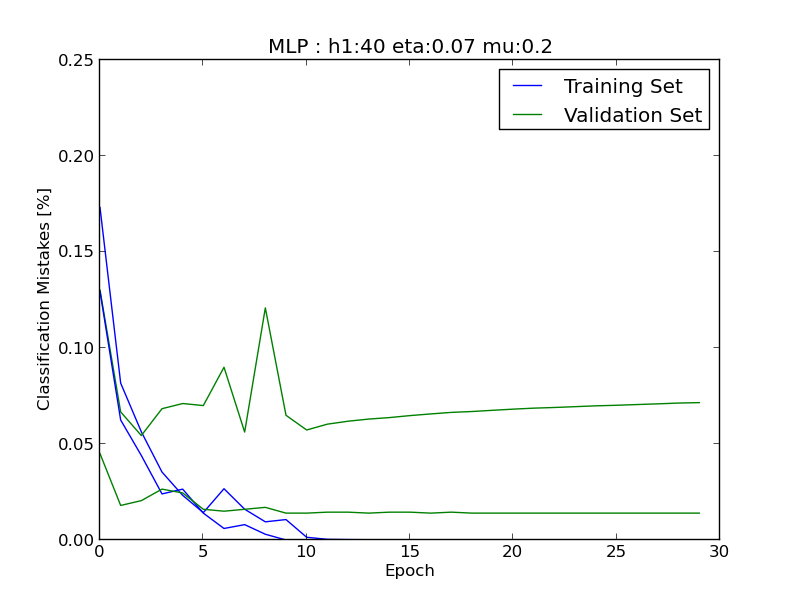 MLP : h1:40 eta:0.07 mu:0.2
Training Set
Validation Set
Classification Mistakes [%]
0.25
0.20
0.15
0.10
0.05
0.00
0 5 10 15 20 25 30
Epoch